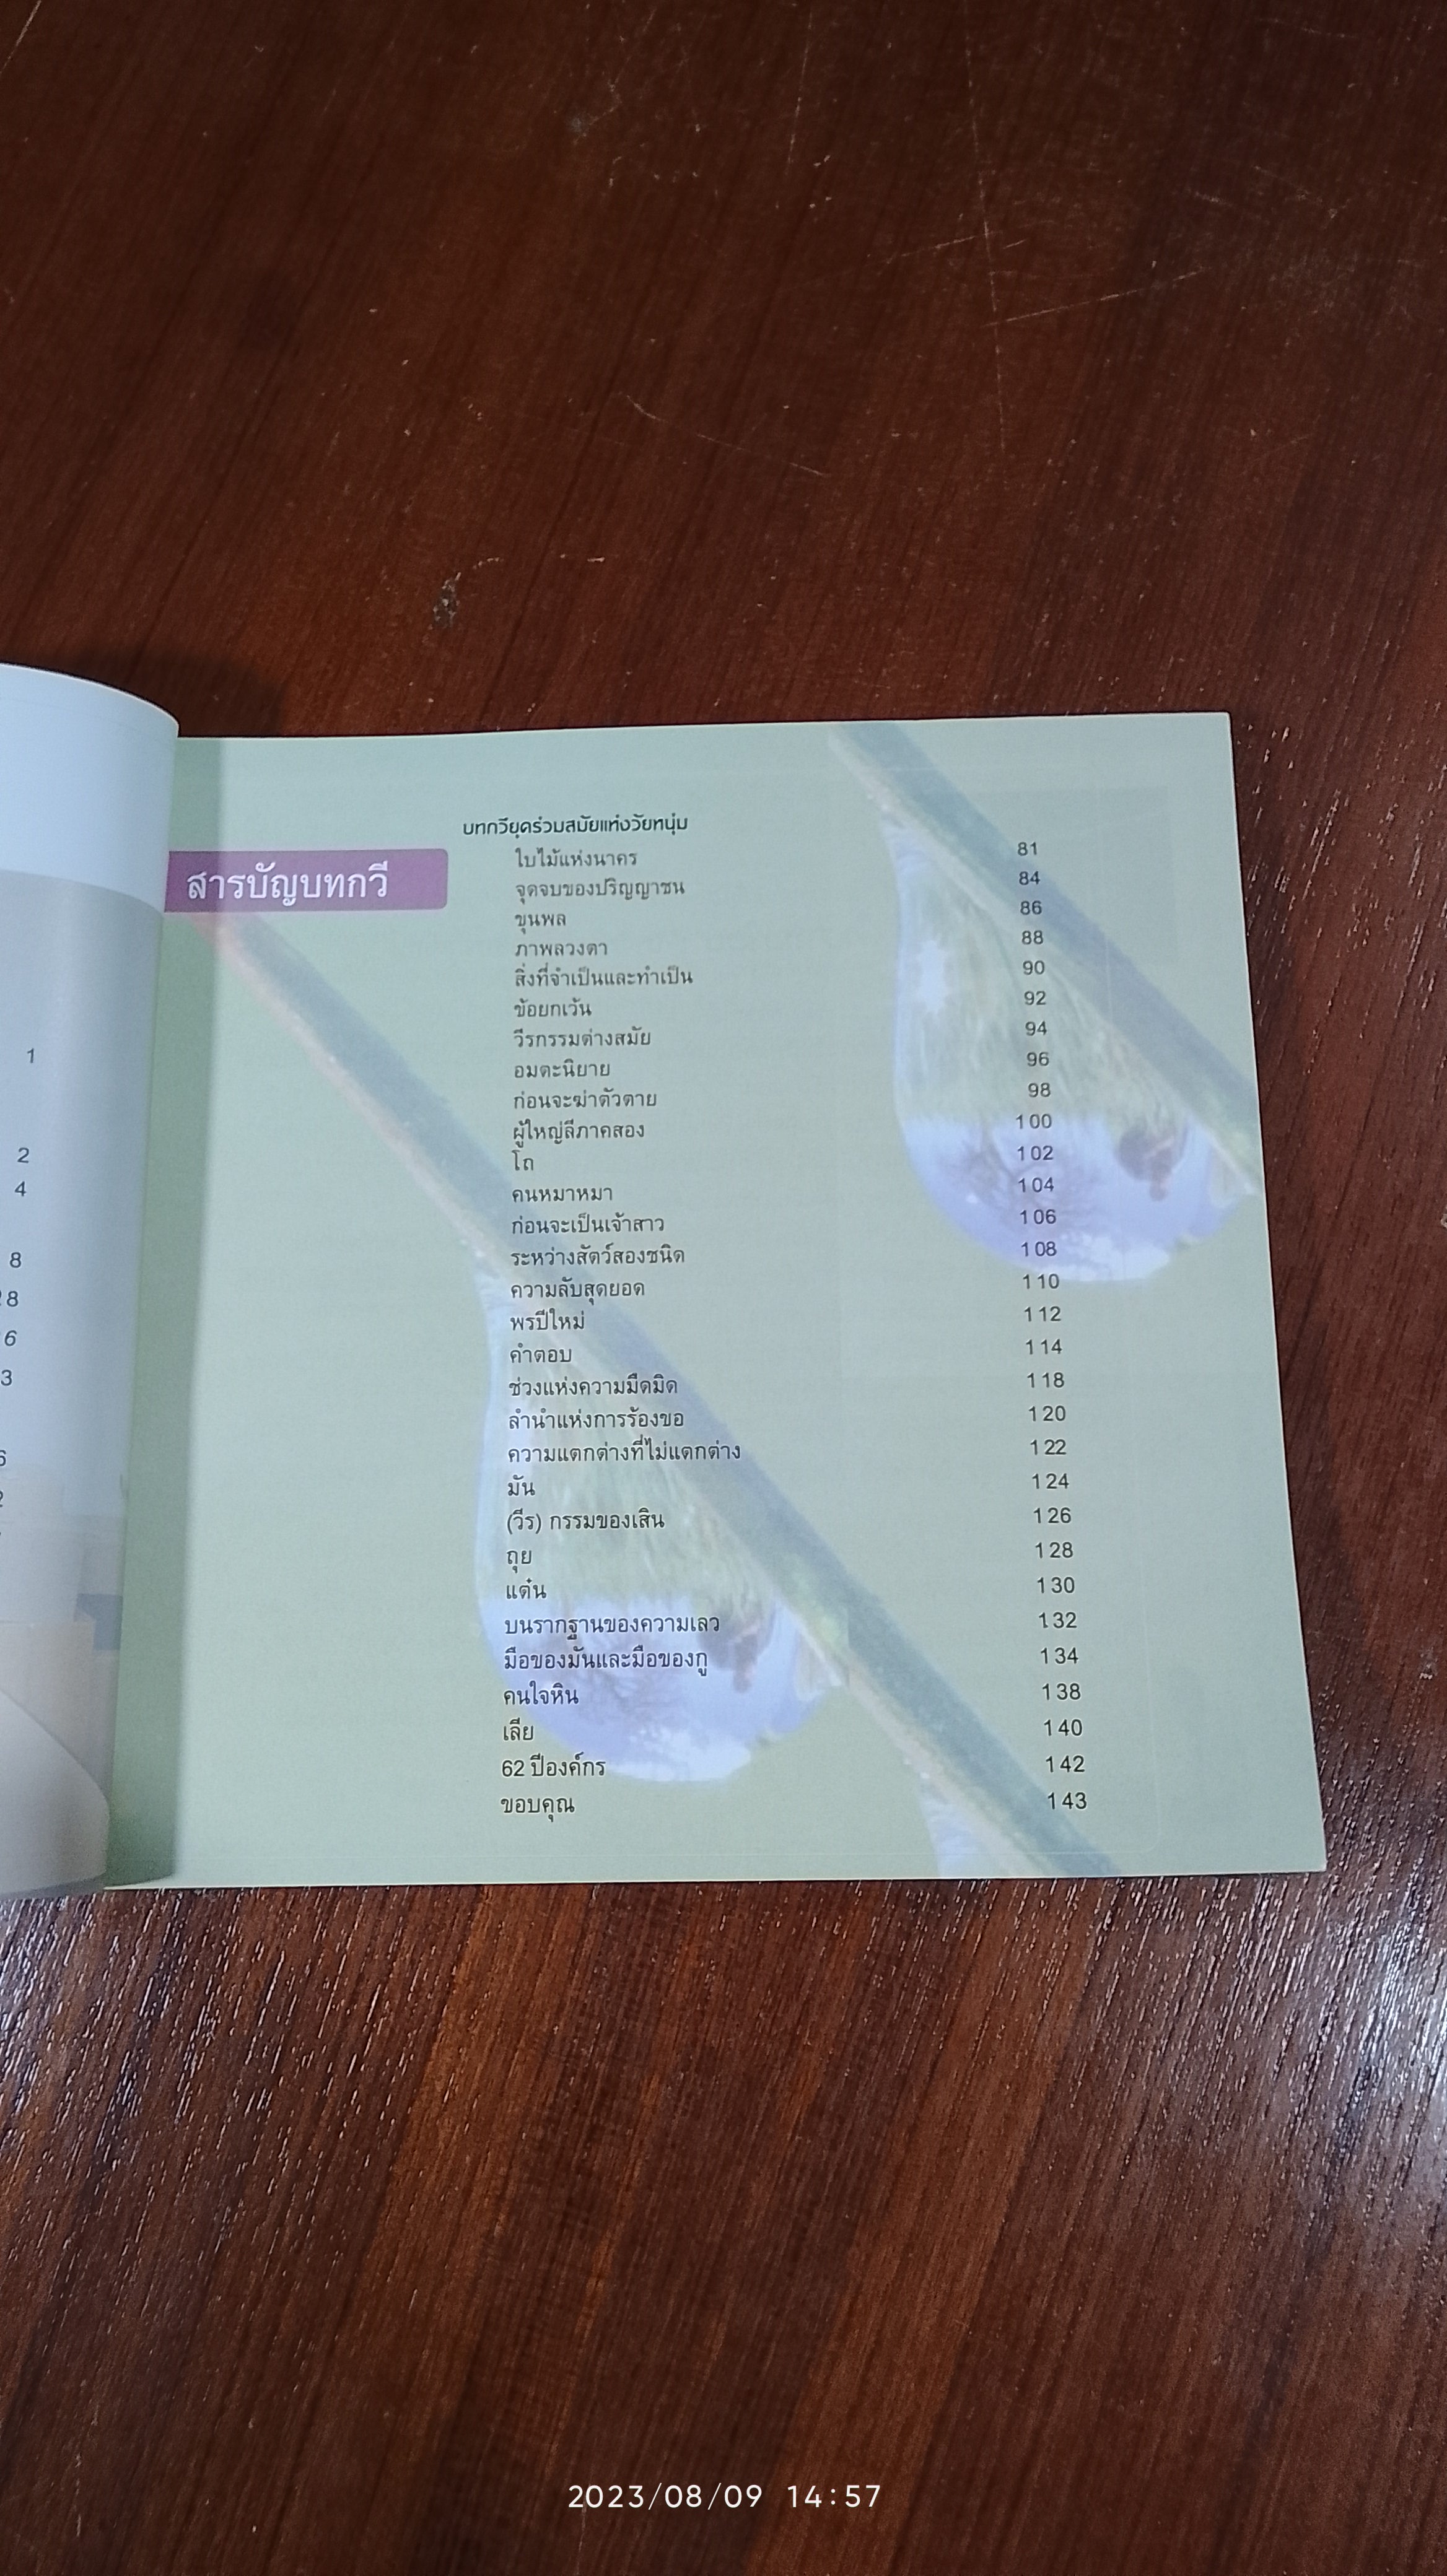 สารบัญบทกวี
บทกวียุคร่วมสมัยแห่งวัยหนุ่ม
ใบไม้แห่งนาคร 81
จุดจบของปริญญาชน 84
ขุนพล 86
ภาพลวงตา 88
สิ่งที่จำเป็นและทำเป็น 90
ข้อยกเว้น 92
วีรกรรมต่างสมัย 94
อมตะนิยาย 96
ก่อนจะฆ่าตัวตาย 98
ผู้ใหญ่ลีภาคสอง 100
โถ 102
คนหมาหมา 104
ก่อนจะเป็นเจ้าสาว 106
ระหว่างสัตว์สองชนิด 108
ความลับสุดยอด 110
พรปีใหม่ 112
คำตอบ 114
ช่วงแห่งความมืดมิด 118
ลำนำแห่งการร้องขอ 120
ความแตกต่างที่ไม่แตกต่าง 122
มัน 124
(วีร) กรรมของเสิน 126
ถุย 128
แด๋น 130
บนรากฐานของความเลว 132
มือของมันและมือของกู 134
คนใจหิน 138
เลีย 140
62 ปีองค์กร 142
ขอบคุณ 143
1
2
4
8
8
6
3
6
2
2023/08/09 14:57